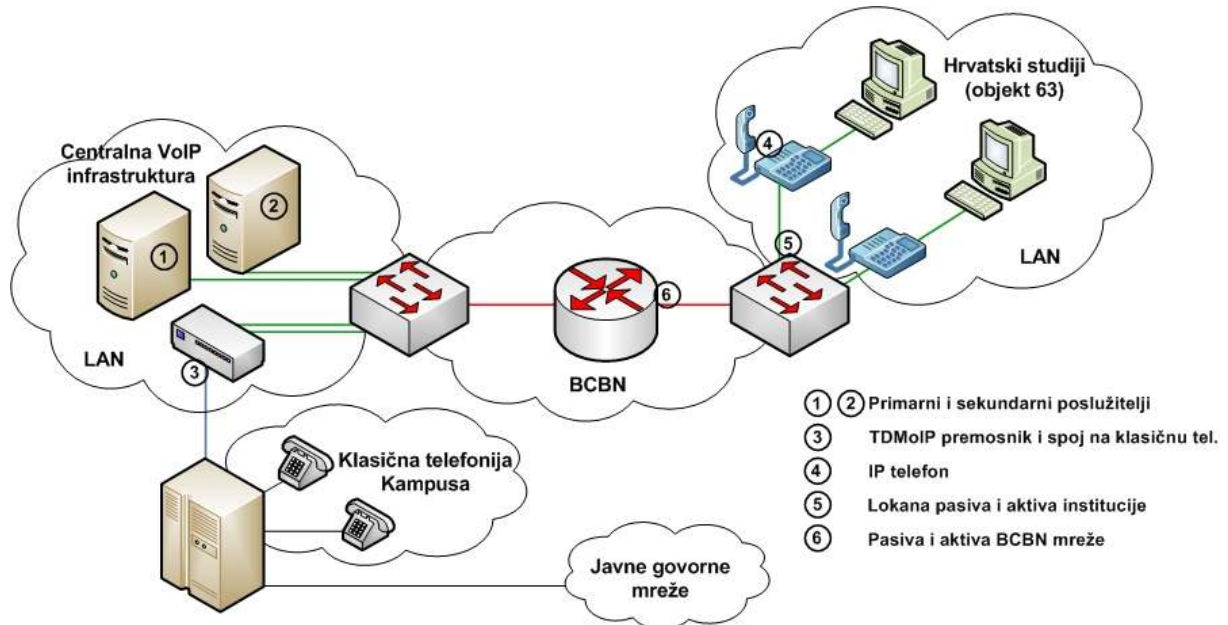 Centralna VoIP
infrastruktura
1
2
LAN
3
Klasična telefonija
Kampusa
Javne govorne
mreže
BCBN
6
5
4
Hrvatski studiji
(objekt 63)
LAN
1 2 Primarni i sekundarni poslužitelji
3 TDMoIP premosnik i spoj na klasičnu tel.
4 IP telefon
5 Lokana pasiva i aktiva institucije
6 Pasiva i aktiva BCBN mreže